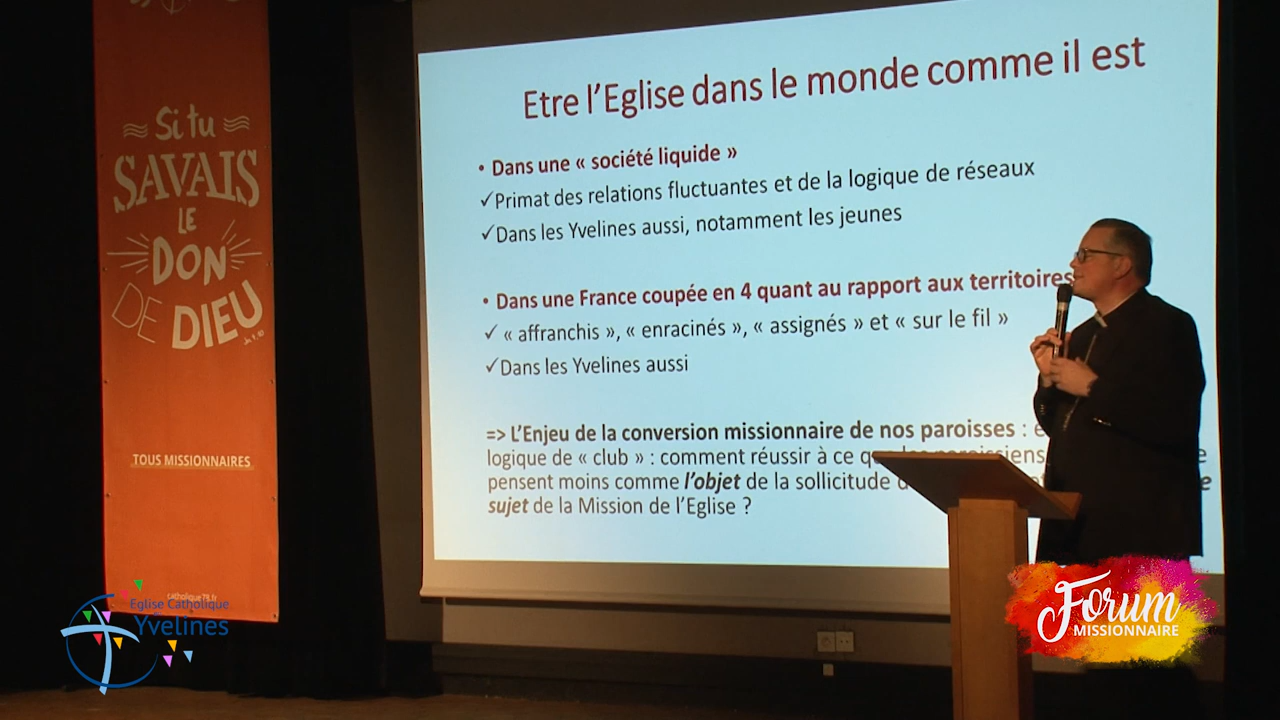 Si tu
SAVAIS
LE
DON
DE DIEU
TOUS MISSIONNAIRES
catholique78.fr
Eglise Catholique
Yvelines
Etre l'Eglise dans le monde comme il est
• Dans une « société liquide »
✓Primat des relations fluctuantes et de la logique de réseaux
✓Dans les Yvelines aussi, notamment les jeunes
• Dans une France coupée en 4 quant au rapport aux territoires
✓ « affranchis », « enracinés », « assignés » et « sur le fil »
✓Dans les Yvelines aussi
=> L'Enjeu de la conversion missionnaire de nos paroisses :
logique de « club » : comment réussir à ce
pensent moins comme l'objet de la sollicitude
sujet de la Mission de l'Eglise ?
Forum
MISSIONNAIRE